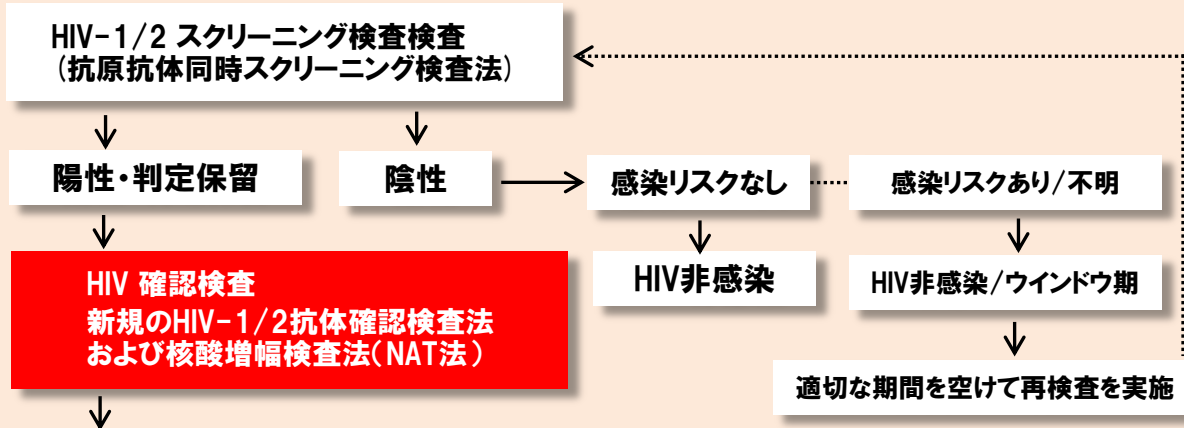 HIV-1/2 スクリーニング検査検査
(抗原抗体同時スクリーニング検査法)
陽性・判定保留
陰性
感染リスクなし
感染リスクあり/不明
HIV非感染
HIV非感染/ウインドウ期
HIV 確認検査
新規のHIV-1/2抗体確認検査法
および核酸増幅検査法(NAT法)
適切な期間を空けて再検査を実施